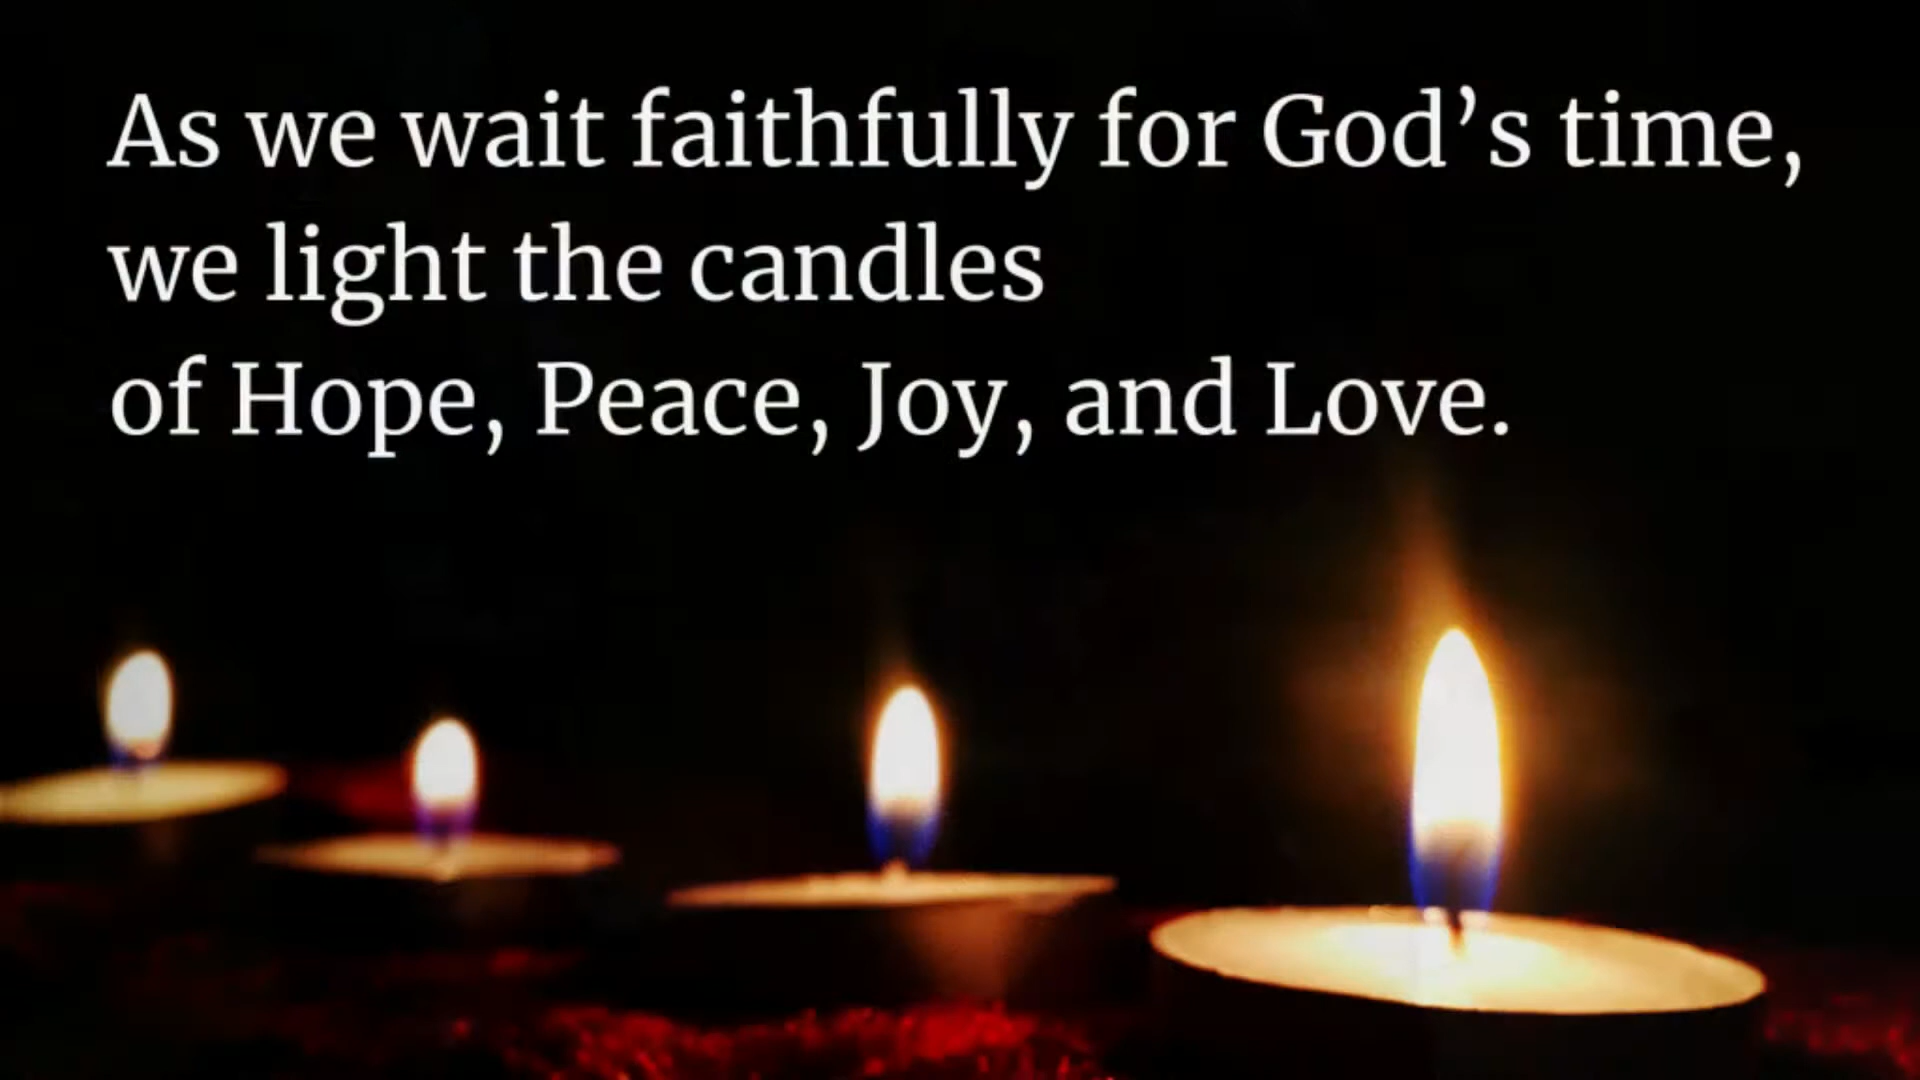 As we wait faithfully for God’s time,
we light the candles
of Hope, Peace, Joy, and Love.